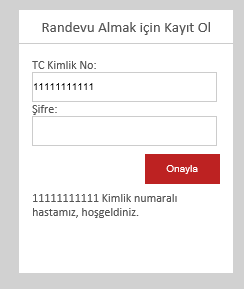 Randevu Almak için Kayıt Ol
TC Kimlik No:
11111111111
Şifre:
Onayla
11111111111 Kimlik numaralı
hastamız, hoşgeldiniz.